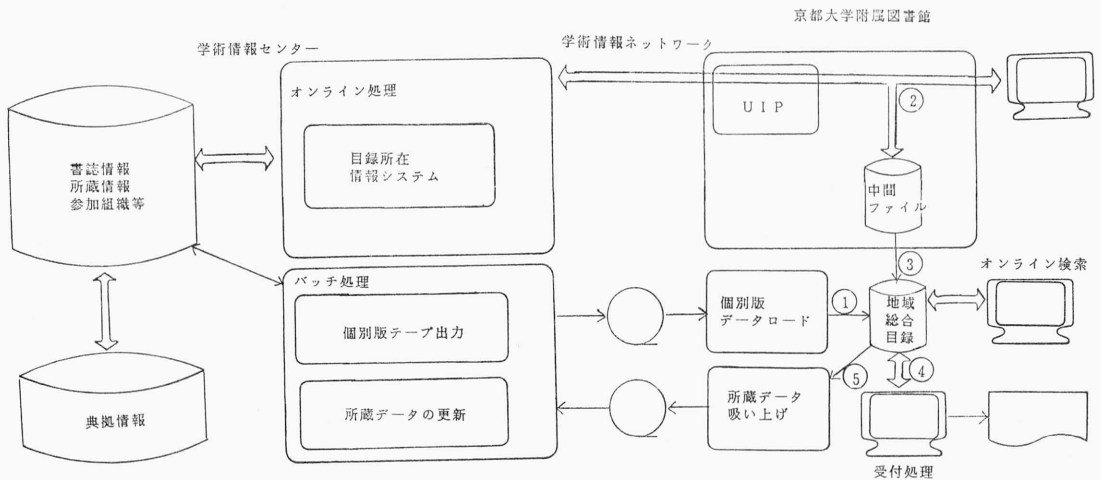 京都大学附属図書館
学術情報センター
学術情報ネットワーク
オンライン処理
UIP
②
目録所在
情報システム
書誌情報
所蔵情報
参加組織等
中間
ファイル
③
オンライン検索
バッチ処理
個別版テープ出力
個別版
データロード
①
地域
総合
目録
④
⑤
典拠情報
所蔵データの更新
所蔵データ
吸い上げ
受付処理